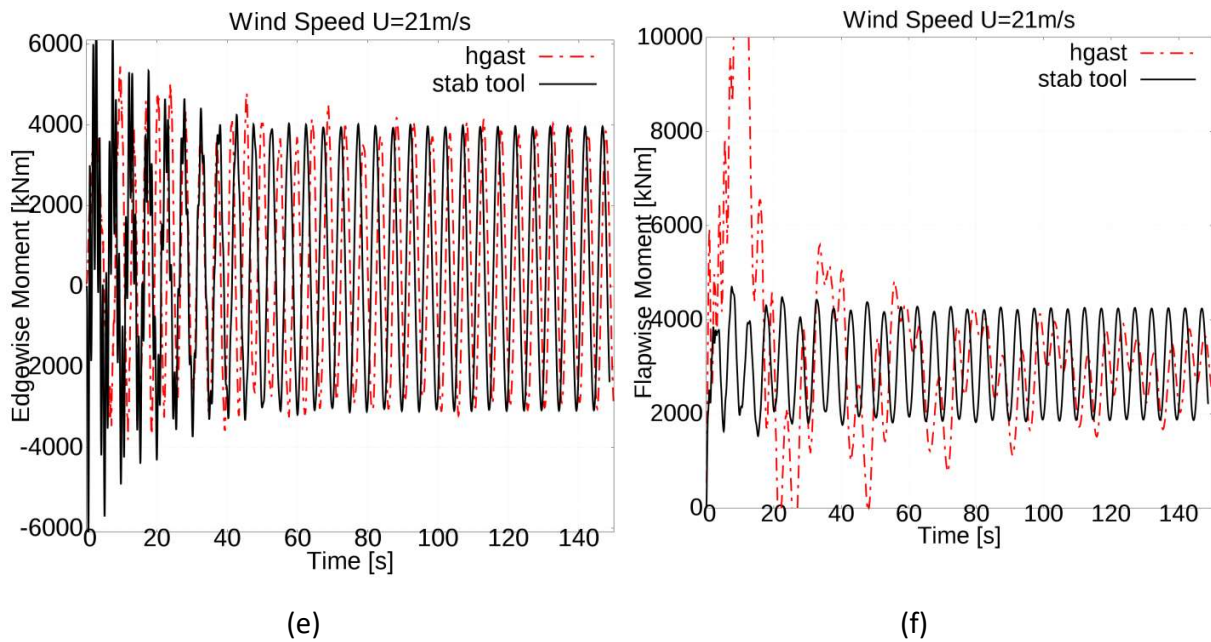 Wind Speed U=21m/s
Edgewise Moment [kNm]
6000
4000
2000
0
-2000
-4000
-6000
hgast
stab tool
0 20 40 60 80 100 120 140
Time [s]
(e)
Wind Speed U=21m/s
Flapwise Moment [kNm]
10000
8000
6000
4000
2000
0
hgast
stab tool
0 20 40 60 80 100 120 140
Time [s]
(f)